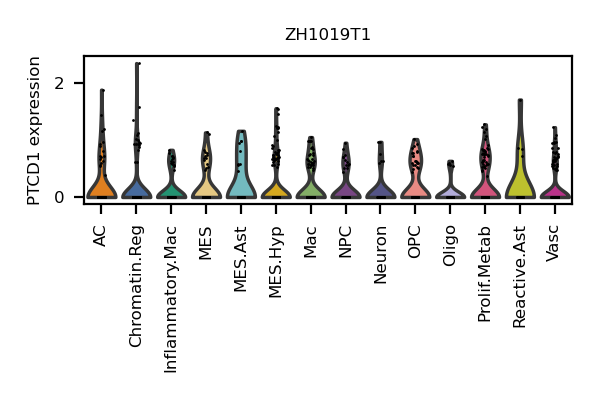 ZH1019T1
PTCD1 expression
2
0
AC
Chromatin.Reg
Inflammatory.Mac
MES
MES.Ast
MES.Hyp
Mac
NPC
Neuron
OPC
Oligo
Prolif.Metab
Reactive.Ast
Vasc